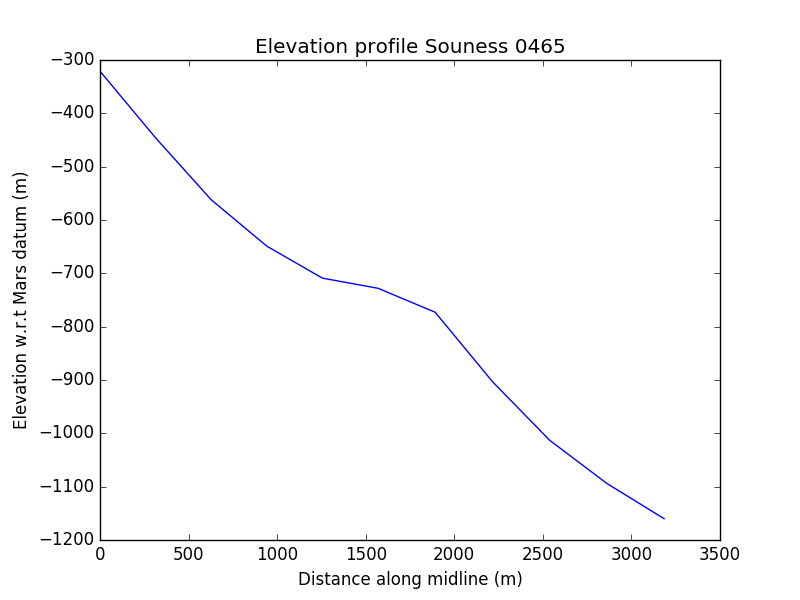 Elevation profile Souness 0465
Elevation w.r.t Mars datum (m)
−300
−400
−500
−600
−700
−800
−900
−1000
−1100
−1200
0 500 1000 1500 2000 2500 3000 3500
Distance along midline (m)